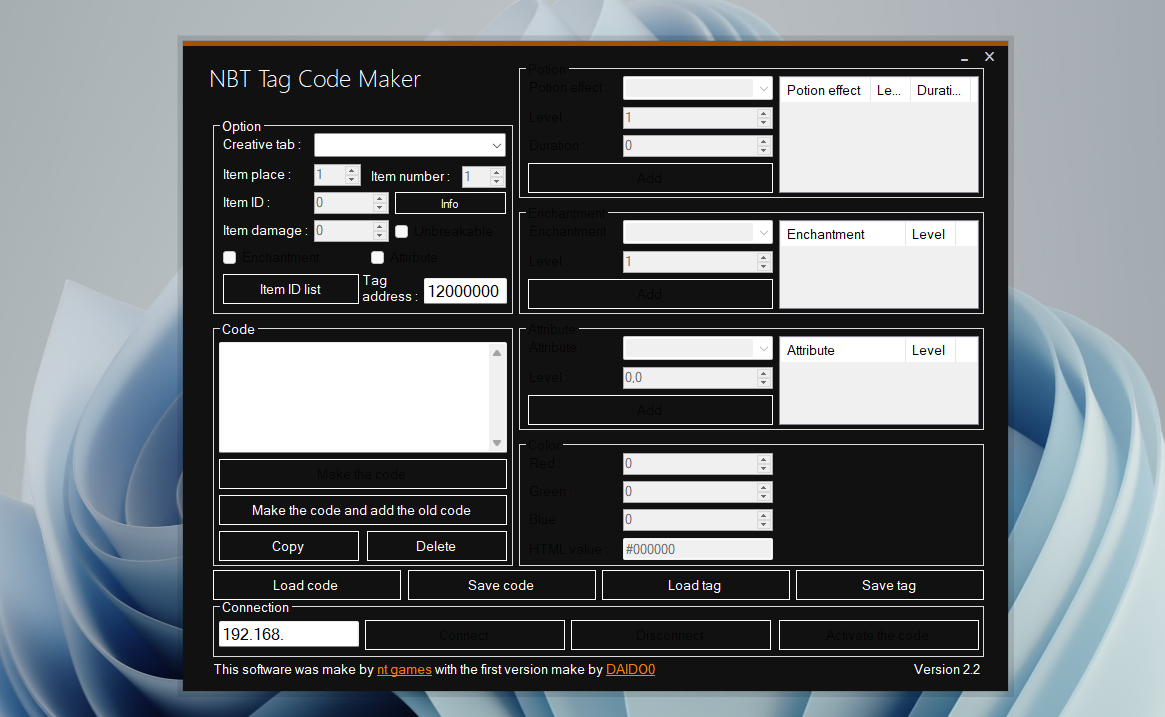 NBT Tag Code Maker
Option
Creative tab :
Item place : 1 Item number : 1
Item ID : 0 Info
Item damage : 0 Unbreakable
Enchantment Attirbute
Item ID list Tag address : 12000000
Code
Make the code
Make the code and add the old code
Copy Delete
Potion
Potion effect :
Level : 1
Duration : 0
Add
Potion effect Le... Durati...
Enchantment
Enchantment
Level : 1
Add
Enchantment Level
Attribute
Attribute
Level : 0,0
Add
Attribute Level
Color
Red : 0
Green : 0
Blue : 0
HTML value : #000000
Load code Save code Load tag Save tag
Connection
192.168. Connect Disconnect Activate the code
This software was make by nt games with the first version make by DAIDO0 Version 2.2